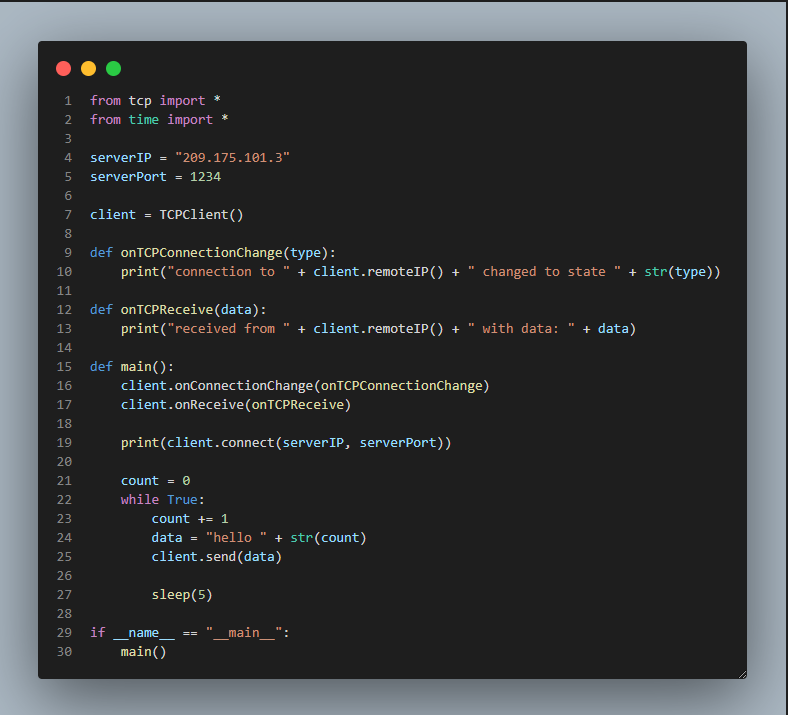 1 from tcp import *
2 from time import *
3
4 serverIP = "209.175.101.3"
5 serverPort = 1234
6
7 client = TCPClient()
8
9 def onTCPConnectionChange(type):
10     print("connection to " + client.remoteIP() + " changed to state " + str(type))
11
12 def onTCPReceive(data):
13     print("received from " + client.remoteIP() + " with data: " + data)
14
15 def main():
16     client.onConnectionChange(onTCPConnectionChange)
17     client.onReceive(onTCPReceive)
18
19     print(client.connect(serverIP, serverPort))
20
21     count = 0
22     while True:
23         count += 1
24         data = "hello " + str(count)
25         client.send(data)
26
27         sleep(5)
28
29 if __name__ == "__main__":
30     main()